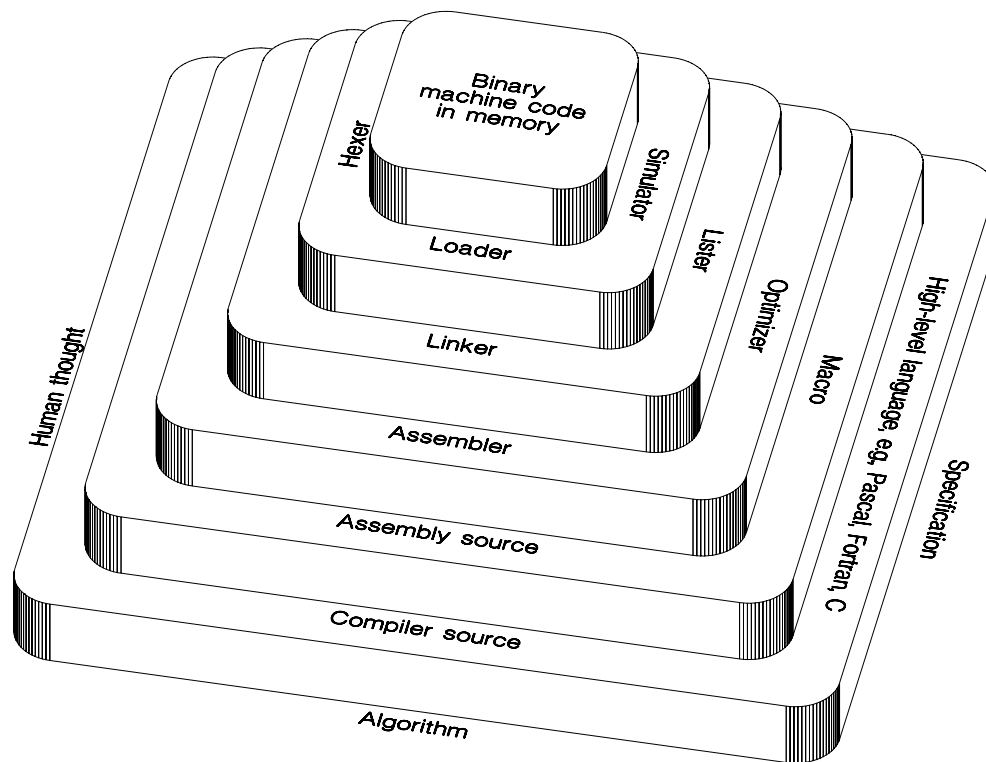 Binary
machine code
in memory
Hexer
Simulator
Loader
Lister
Linker
Optimizer
Assembler
Macro
Assembly source
High-level language, e.g, Pascal, Fortran, C
Compiler source
Human thought
Specification
Algorithm